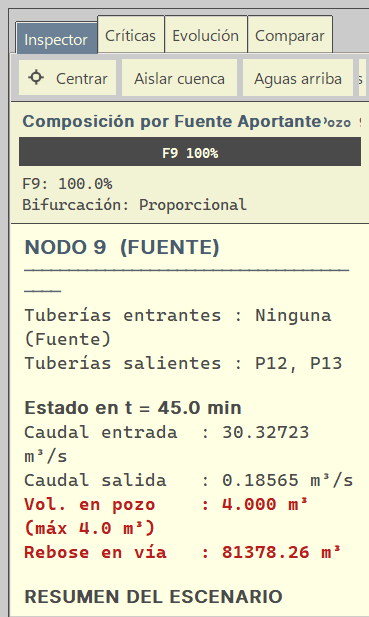 Inspector Críticas Evolución Comparar
Centrar Aislar cuenca Aguas arriba
Composición por Fuente Aportante
F9 100%
F9: 100.0%
Bifurcación: Proporcional
NODO 9 (FUENTE)
Tuberías entrantes : Ninguna
(Fuente)
Tuberías salientes : P12, P13
Estado en t = 45.0 min
Caudal entrada : 30.32723
m³/s
Caudal salida : 0.18565 m³/s
Vol. en pozo : 4.000 m³
(máx 4.0 m³)
Rebose en vía : 81378.26 m³
RESUMEN DEL ESCENARIO